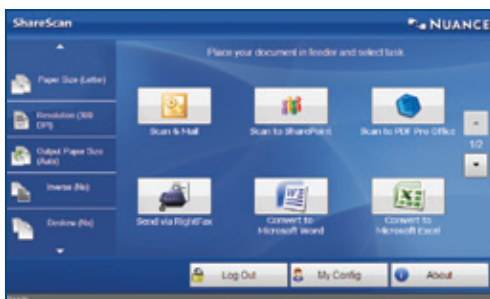 ShareScan
NUANCE
Place your document in feeder and select task.
Paper Size (Letter)
Resolution (300
DPI)
Output Paper Size
(Auto)
Inverse (No)
Deskew (No)
Scan & Mail
Scan to SharePoint
Scan to PDF Pro Office
1/2
Send via RightFax
Convert to
Microsoft Word
Convert to
Microsoft Excel
Log Out
My Config
About